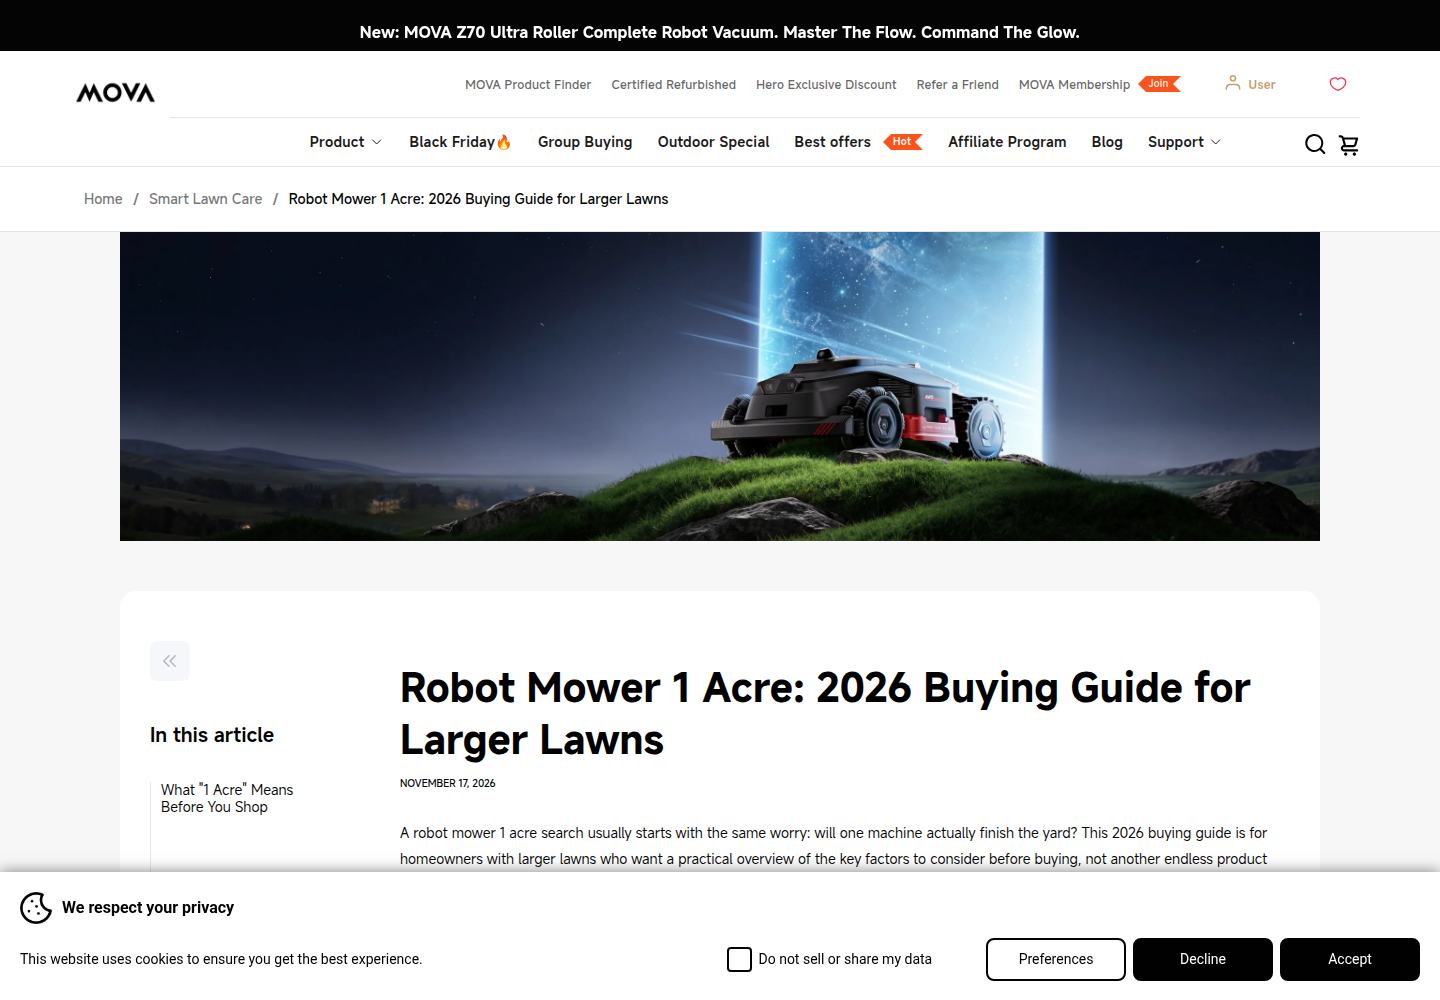 New: MOVA Z70 Ultra Roller Complete Robot Vacuum. Master The Flow. Command The Glow.
MOVA
MOVA Product Finder Certified Refurbished Hero Exclusive Discount Refer a Friend MOVA Membership Join User
Product Black Friday🔥 Group Buying Outdoor Special Best offers Hot Affiliate Program Blog Support
Home / Smart Lawn Care / Robot Mower 1 Acre: 2026 Buying Guide for Larger Lawns
Robot Mower 1 Acre: 2026 Buying Guide for
Larger Lawns
NOVEMBER 17, 2026
In this article
What "1 Acre" Means
Before You Shop
A robot mower 1 acre search usually starts with the same worry: will one machine actually finish the yard? This 2026 buying guide is for
homeowners with larger lawns who want a practical overview of the key factors to consider before buying, not another endless product
We respect your privacy
This website uses cookies to ensure you get the best experience.
Do not sell or share my data
Preferences
Decline
Accept